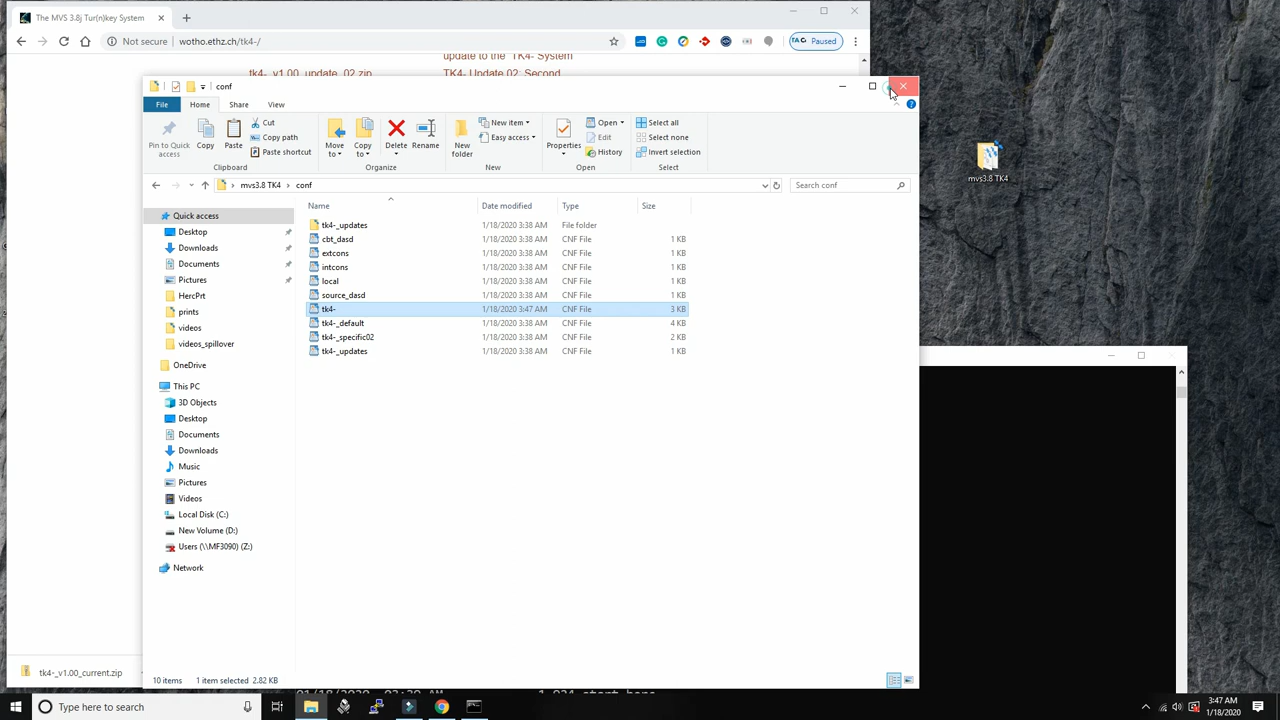 The MVS 3.8j Tur(n)key System
Not secure
wotho.ethz.ch/tk4-/
Paused
update to the TK4- System
tk4-_v1.00_update_02.zip
TK4- Update 02: Second
conf
File
Home
Share
View
Pin to Quick access
Copy
Paste
Cut
Copy path
Paste shortcut
Clipboard
Move to
Copy to
Delete
Rename
Organize
New folder
New item
Easy access
New
Properties
Open
Edit
History
Open
Select all
Select none
Invert selection
Select
mvs3.8 TK4
conf
Search conf
Name
Date modified
Type
Size
Quick access
Desktop
Downloads
Documents
Pictures
HercPrt
prints
videos
videos_spillover
OneDrive
This PC
3D Objects
Desktop
Documents
Downloads
Music
Pictures
Videos
Local Disk (C:)
New Volume (D:)
Users (\\MF3090) (Z:)
Network
tk4-_updates 1/18/2020 3:38 AM File folder
cbt_dasd 1/18/2020 3:38 AM CNF File 1 KB
extcons 1/18/2020 3:38 AM CNF File 1 KB
intcons 1/18/2020 3:38 AM CNF File 1 KB
local 1/18/2020 3:38 AM CNF File 1 KB
source_dasd 1/18/2020 3:38 AM CNF File 1 KB
tk4- 1/18/2020 3:47 AM CNF File 3 KB
tk4-_default 1/18/2020 3:38 AM CNF File 4 KB
tk4-_specific02 1/18/2020 3:38 AM CNF File 2 KB
tk4-_updates 1/18/2020 3:38 AM CNF File 1 KB
10 items
1 item selected 2.82 KB
mvs3.8 TK4
tk4-_v1.00_current.zip
Type here to search
3:47 AM
1/18/2020